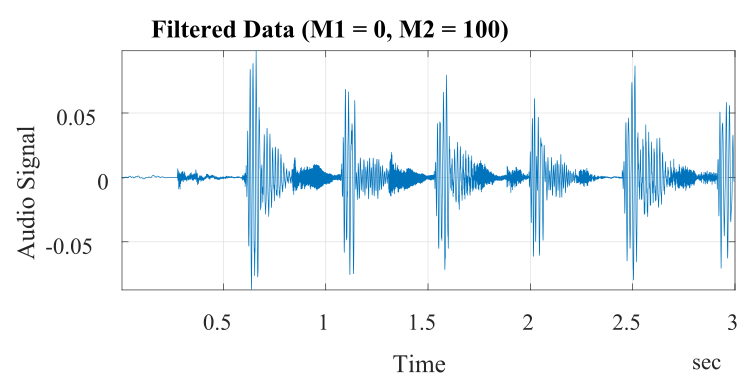 Filtered Data (M1 = 0, M2 = 100)
0.05
0
-0.05
Audio Signal
0.5 1 1.5 2 2.5 3
Time
sec